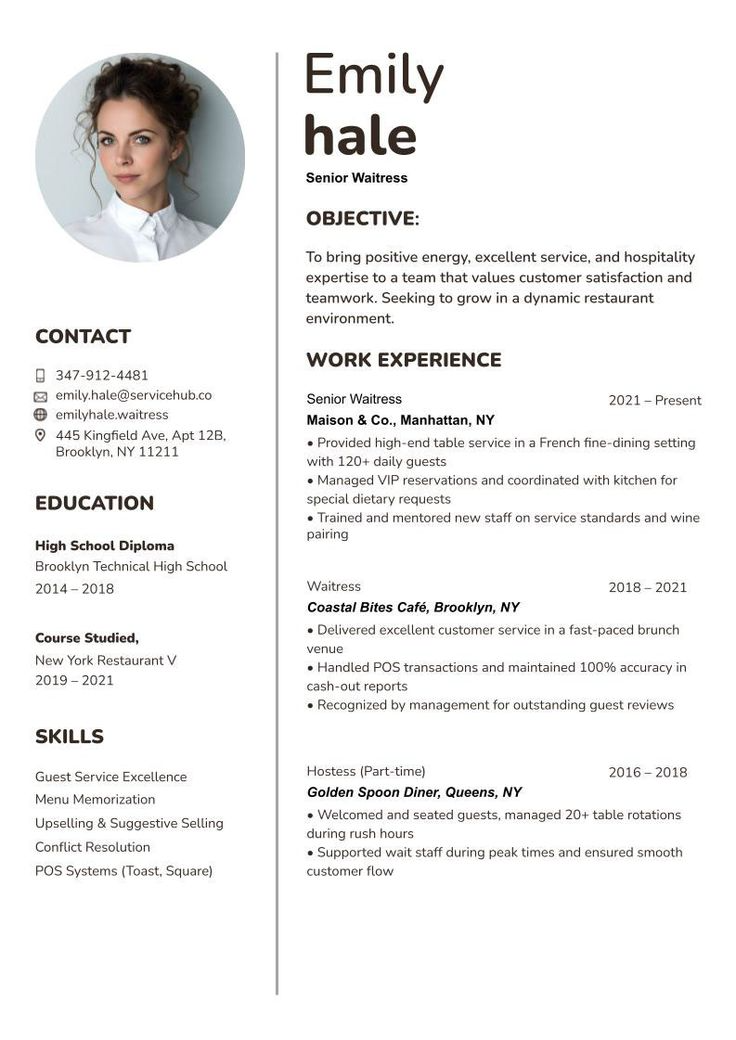 Emily
hale
Senior Waitress
OBJECTIVE:
To bring positive energy, excellent service, and hospitality
expertise to a team that values customer satisfaction and
teamwork. Seeking to grow in a dynamic restaurant
environment.
CONTACT
347-912-4481
emily.hale@servicehub.co
emilyhale.waitress
445 Kingfield Ave, Apt 12B,
Brooklyn, NY 11211
EDUCATION
High School Diploma
Brooklyn Technical High School
2014 – 2018
Course Studied,
New York Restaurant V
2019 – 2021
SKILLS
Guest Service Excellence
Menu Memorization
Upselling & Suggestive Selling
Conflict Resolution
POS Systems (Toast, Square)
WORK EXPERIENCE
Senior Waitress 2021 – Present
Maison & Co., Manhattan, NY
• Provided high-end table service in a French fine-dining setting
with 120+ daily guests
• Managed VIP reservations and coordinated with kitchen for
special dietary requests
• Trained and mentored new staff on service standards and wine
pairing
Waitress 2018 – 2021
Coastal Bites Café, Brooklyn, NY
• Delivered excellent customer service in a fast-paced brunch
venue
• Handled POS transactions and maintained 100% accuracy in
cash-out reports
• Recognized by management for outstanding guest reviews
Hostess (Part-time) 2016 – 2018
Golden Spoon Diner, Queens, NY
• Welcomed and seated guests, managed 20+ table rotations
during rush hours
• Supported wait staff during peak times and ensured smooth
customer flow